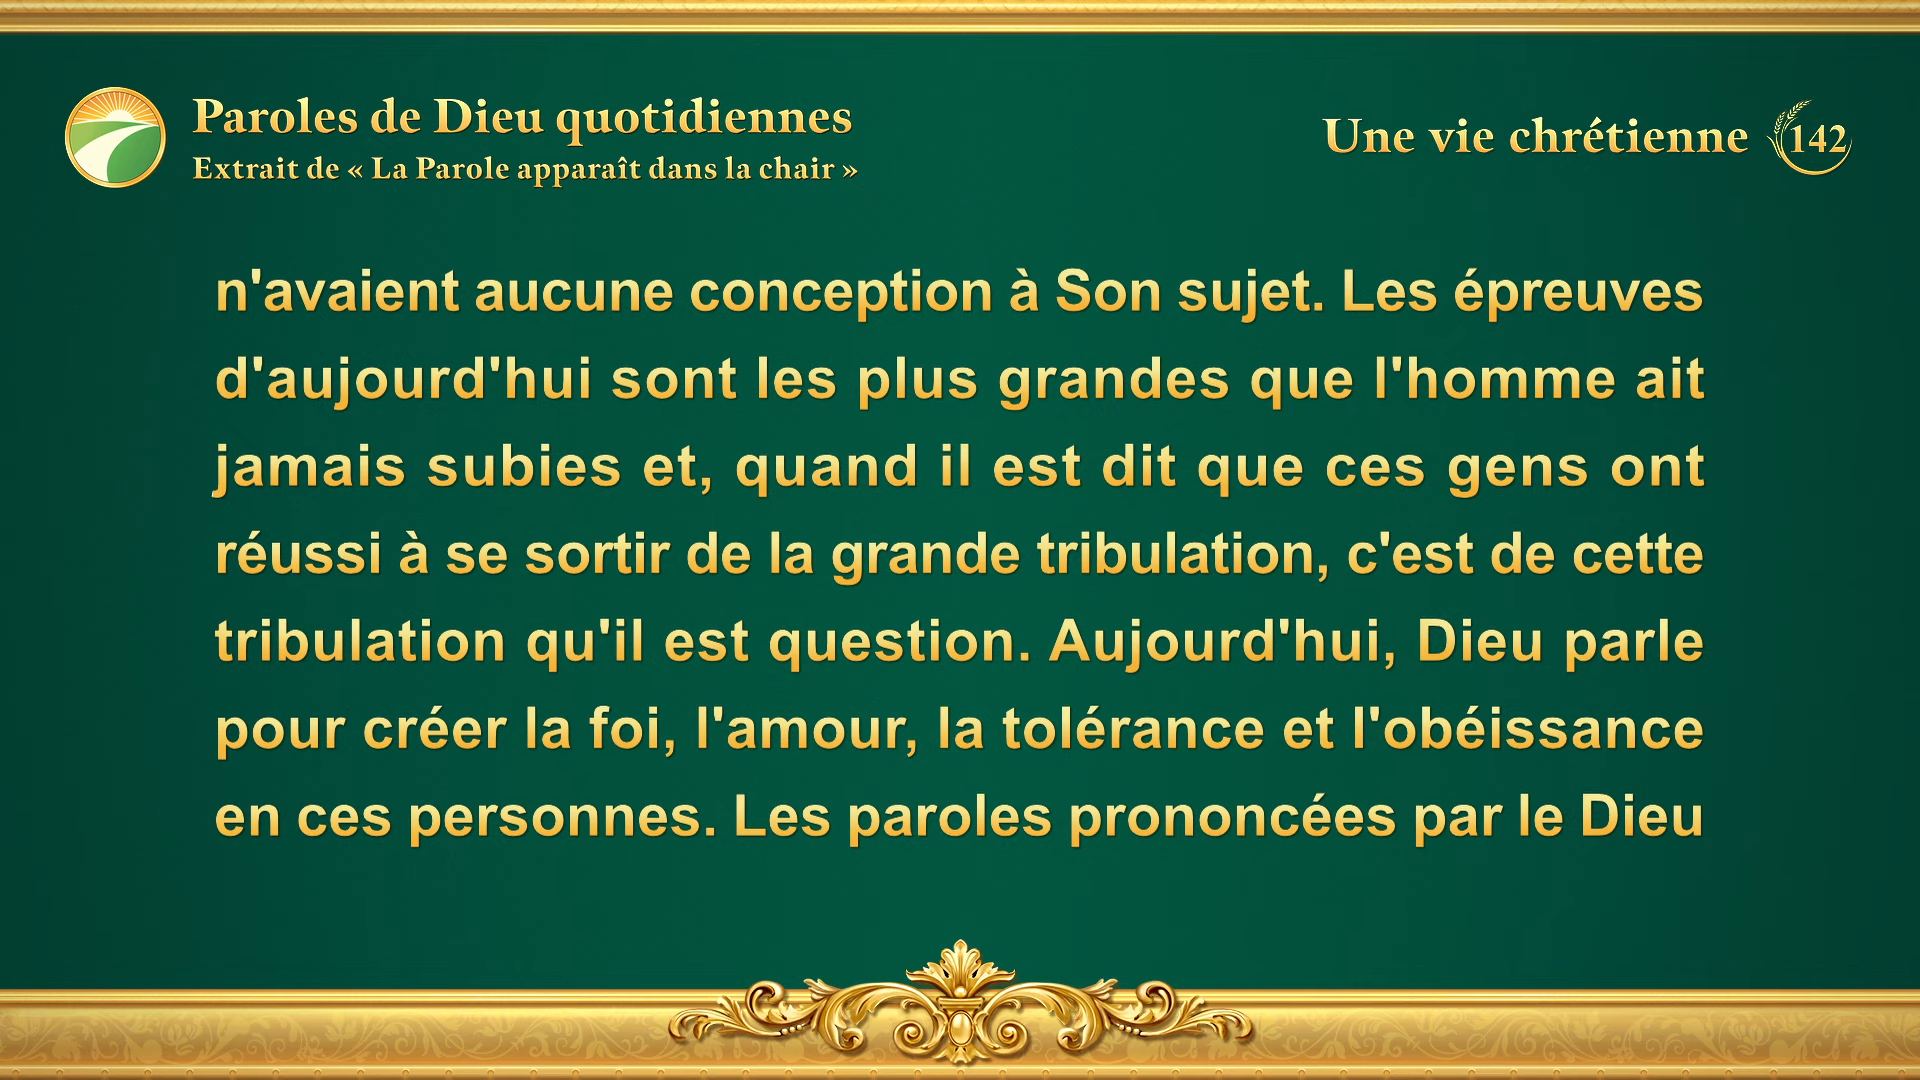 Paroles de Dieu quotidiennes
Extrait de « La Parole apparaît dans la chair »
Une vie chrétienne 142
n'avaient aucune conception à Son sujet. Les épreuves
d'aujourd'hui sont les plus grandes que l'homme ait
jamais subies et, quand il est dit que ces gens ont
réussi à se sortir de la grande tribulation, c'est de cette
tribulation qu'il est question. Aujourd'hui, Dieu parle
pour créer la foi, l'amour, la tolérance et l'obéissance
en ces personnes. Les paroles prononcées par le Dieu